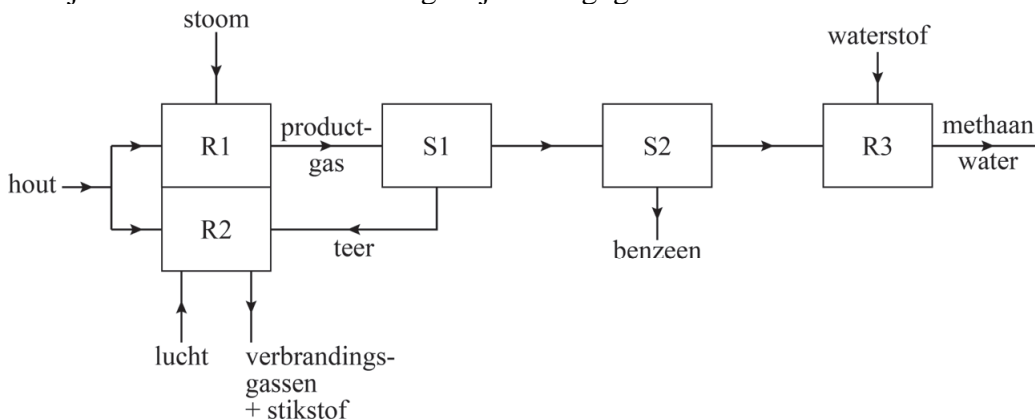 stoom
waterstof
product-
methaan
R1
S1
S2
R3
gas
water
hout
R2
teer
benzeen
lucht
verbrandings-
gassen
+ stikstof